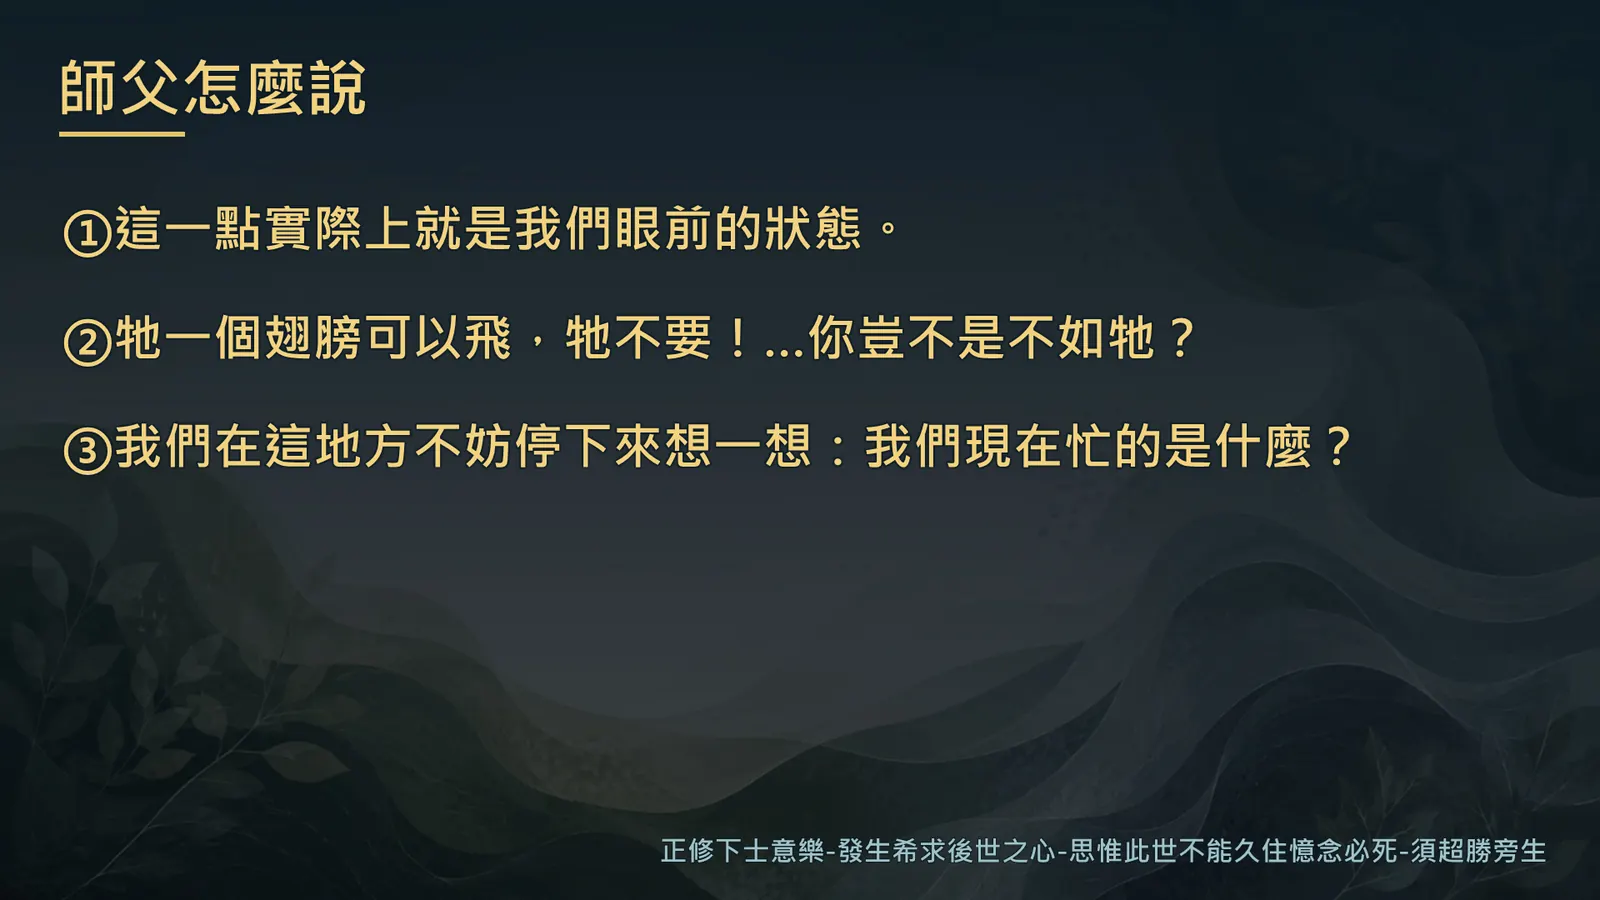 師父怎麼說
①這一點實際上就是我們眼前的狀態。
②牠一個翅膀可以飛，牠不要！...你豈不是不如牠？
③我們在這地方不妨停下來想一想：我們現在忙的是什麼？
正修下士意樂-發生希求後世之心-思惟此世不能久住憶念必死-須超勝旁生